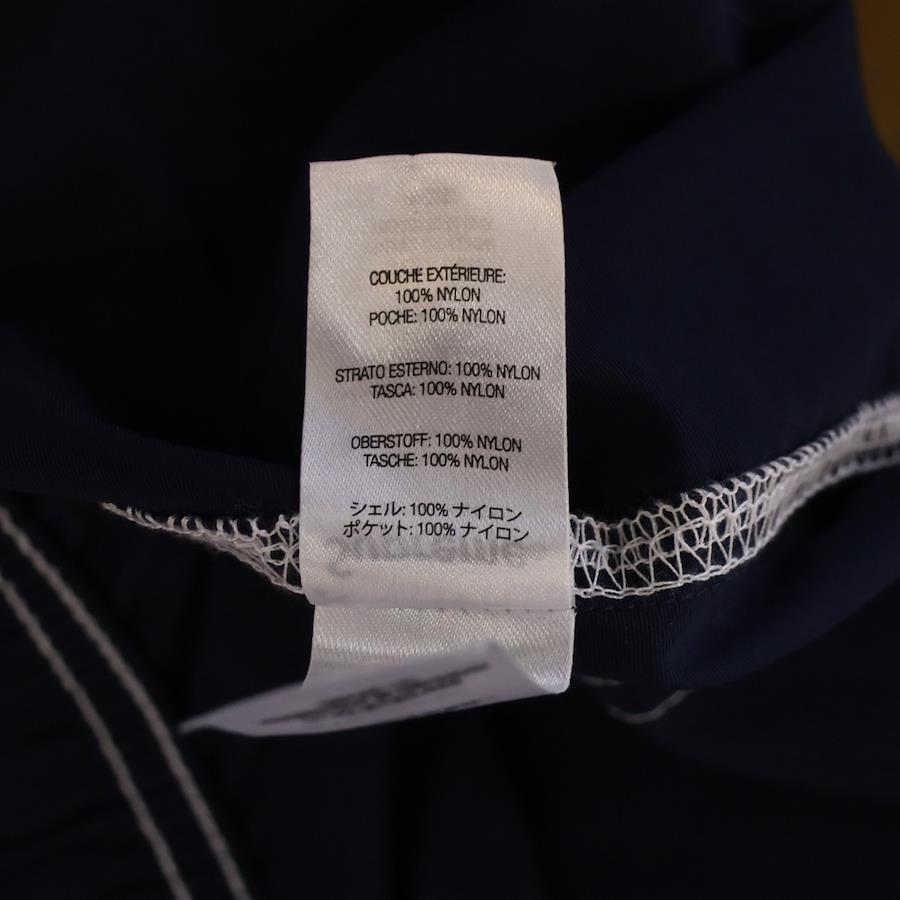 COUCHE EXTÉRIEURE:
100% NYLON
POCHE: 100% NYLON
STRATO ESTERNO: 100% NYLON
TASCA: 100% NYLON
OBERSTOFF: 100% NYLON
TASCHE: 100% NYLON
シェル: 100% ナイロン
ポケット: 100% ナイロン